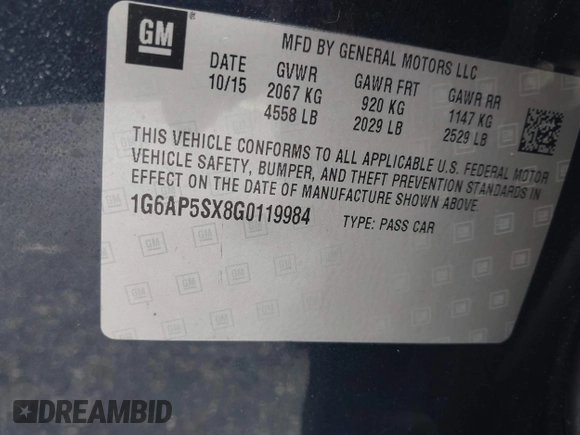 GM
MFD BY GENERAL MOTORS LLC
DATE GVWR GAWR FRT GAWR RR
10/15 2067 KG 920 KG 1147 KG
4558 LB 2029 LB 2529 LB
THIS VEHICLE CONFORMS TO ALL APPLICABLE U.S. FEDERAL MOTOR
VEHICLE SAFETY, BUMPER, AND THEFT PREVENTION STANDARDS IN
EFFECT ON THE DATE OF MANUFACTURE SHOWN ABOVE.
1G6AP5SX8G0119984 TYPE: PASS CAR
DREAMBID